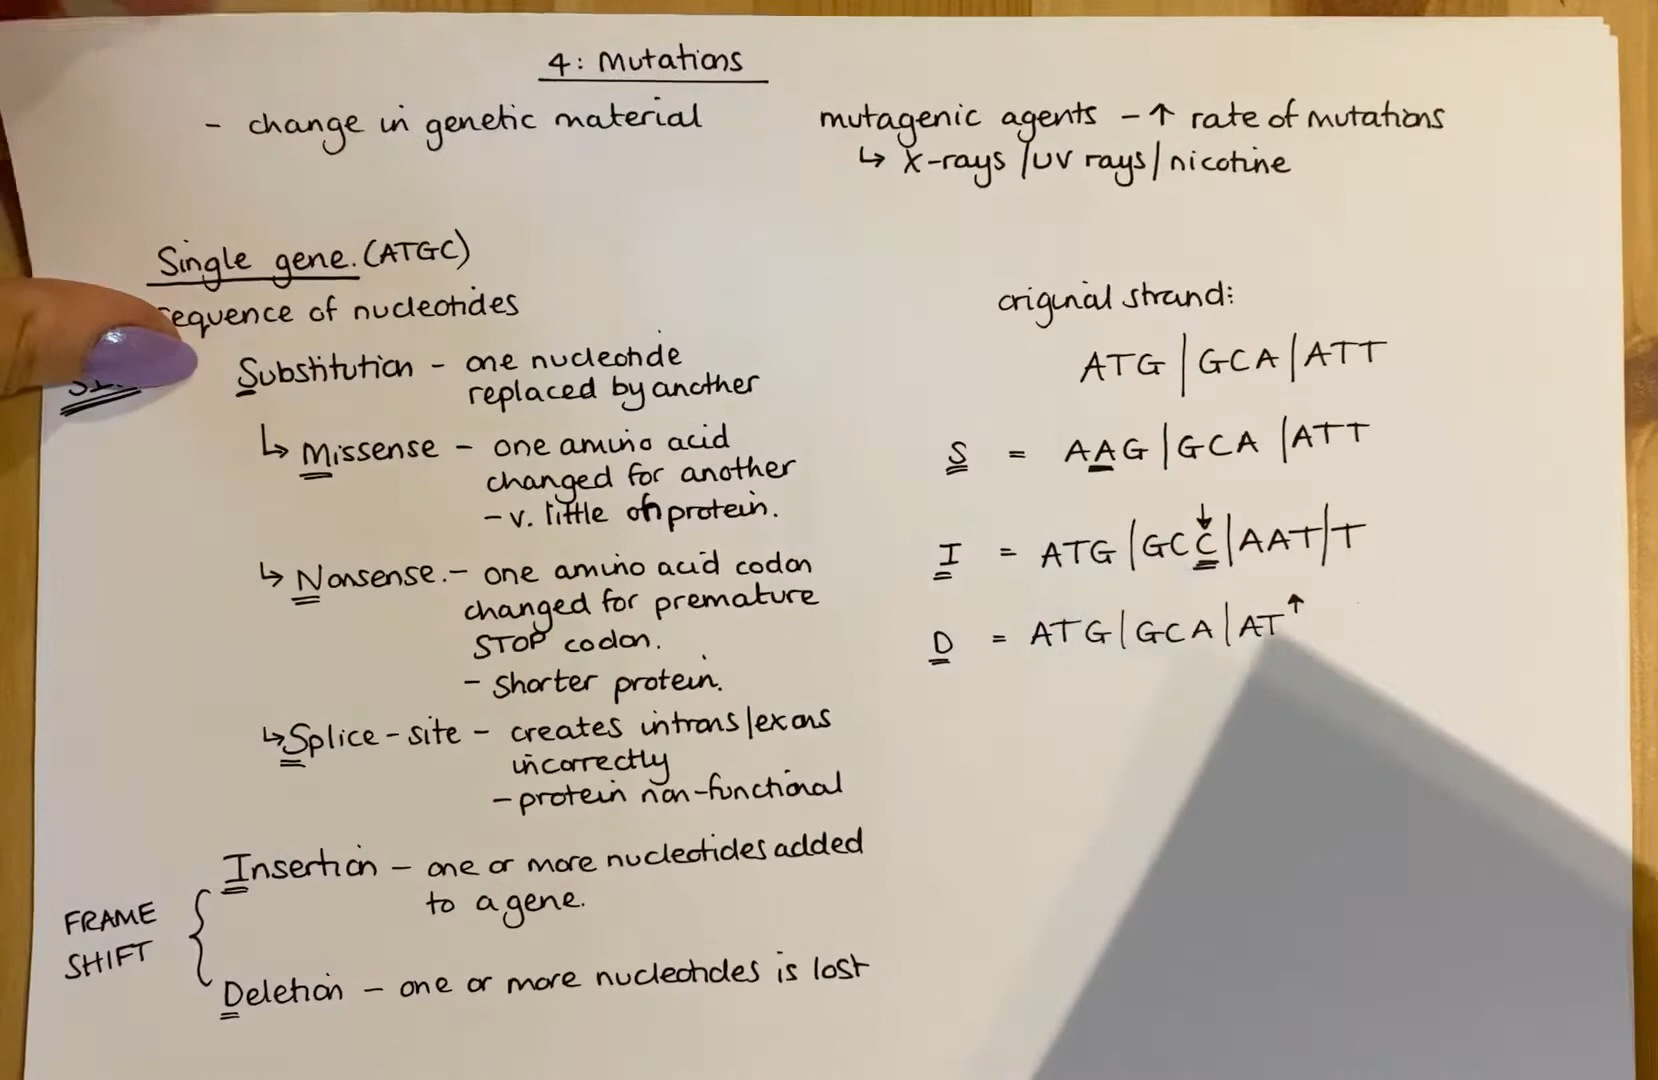 4: Mutations
- change in genetic material
mutagenic agents - ↑ rate of mutations
↳ X-rays / UV rays / nicotine
Single gene. (ATGC)
equence of nucleotides
Substitution - one nucleotide
replaced by another
↳ Missense - one amino acid
changed for another
- v. little on protein.
↳ Nonsense. - one amino acid codon
changed for premature
STOP codon.
- Shorter protein.
↳ Splice-site - creates introns/exons
incorrectly
- protein non-functional
FRAME
SHIFT
Insertion - one or more nucleotides added
to a gene.
Deletion - one or more nucleotides is lost
original strand:
ATG | GCA | ATT
S = AAG | GCA | ATT
I = ATG | GCC | AAT | T
D = ATG | GCA | AT